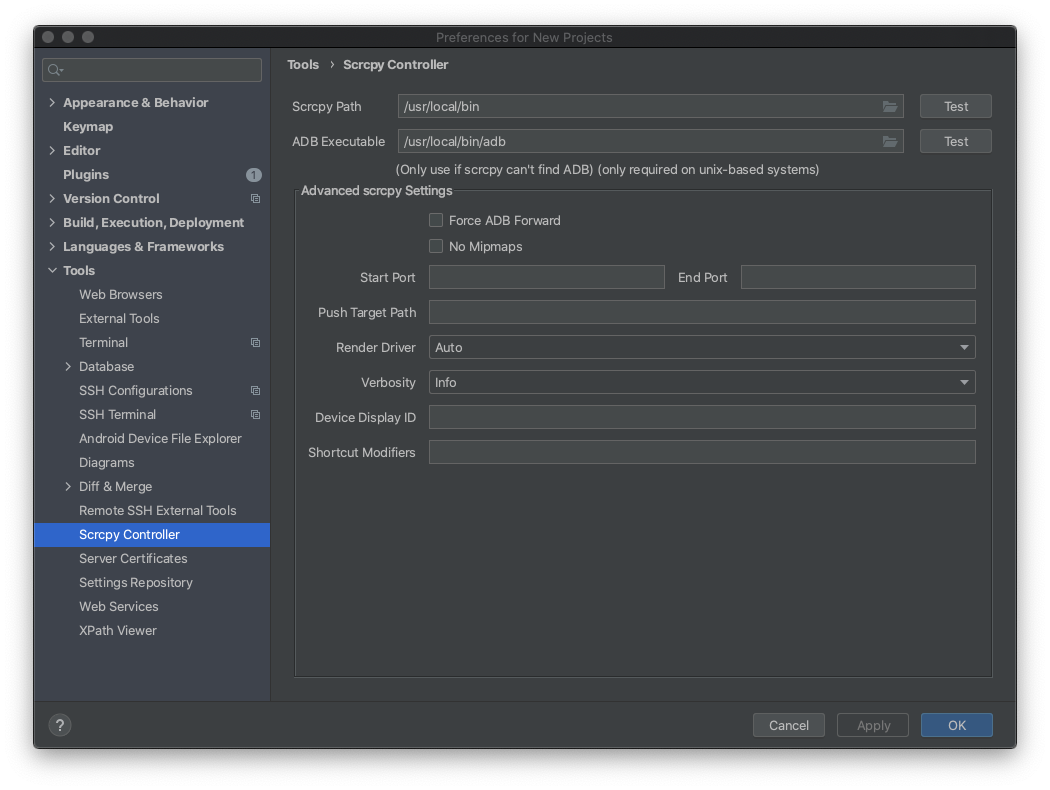 Preferences for New Projects
Appearance & Behavior
Keymap
Editor
Plugins 1
Version Control
Build, Execution, Deployment
Languages & Frameworks
Tools
Web Browsers
External Tools
Terminal
Database
SSH Configurations
SSH Terminal
Android Device File Explorer
Diagrams
Diff & Merge
Remote SSH External Tools
Scrcpy Controller
Server Certificates
Settings Repository
Web Services
XPath Viewer
Tools › Scrcpy Controller
Scrcpy Path /usr/local/bin Test
ADB Executable /usr/local/bin/adb Test
(Only use if scrcpy can't find ADB) (only required on unix-based systems)
Advanced scrcpy Settings
Force ADB Forward
No Mipmaps
Start Port End Port
Push Target Path
Render Driver Auto
Verbosity Info
Device Display ID
Shortcut Modifiers
? Cancel Apply OK